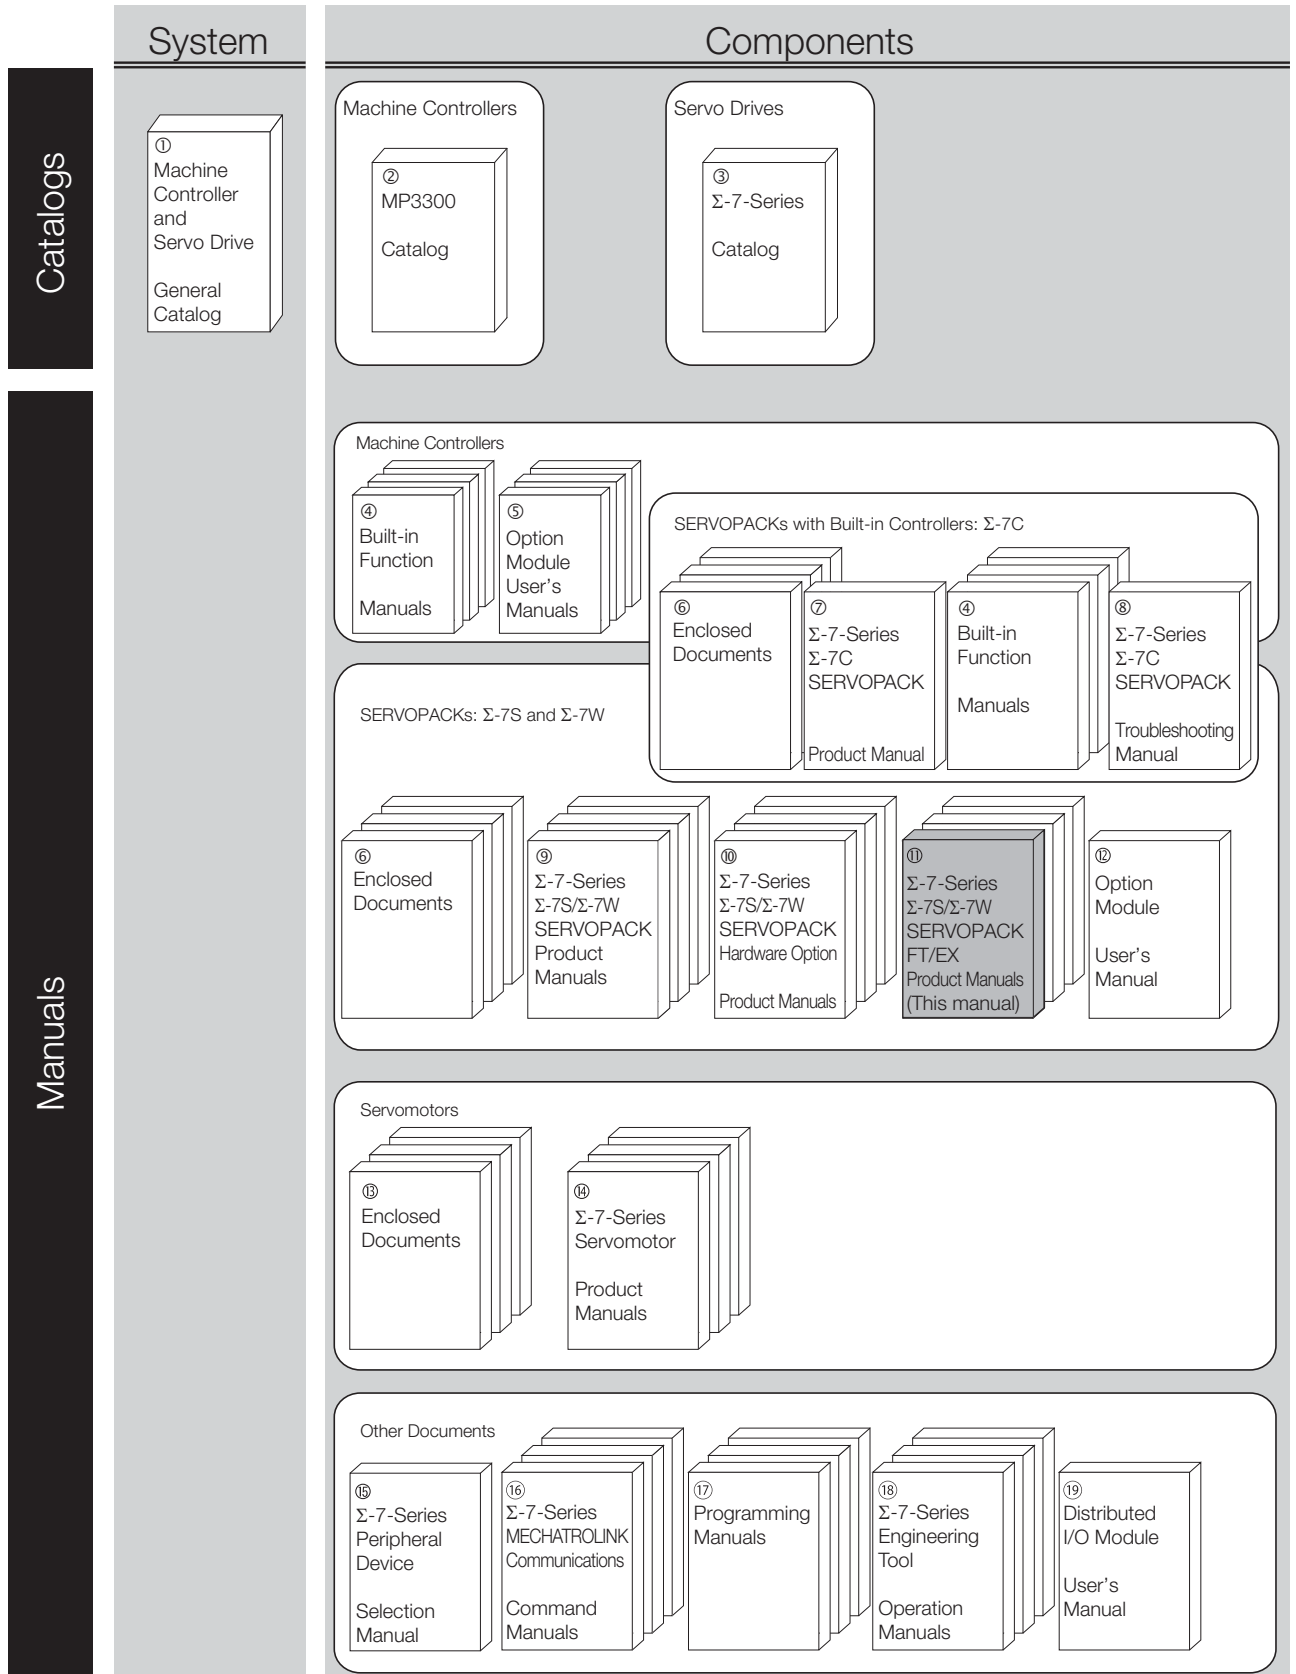 System
Components
Catalogs
①
Machine
Controller
and
Servo Drive
General
Catalog
Machine Controllers
②
MP3300
Catalog
Servo Drives
③
Σ-7-Series
Catalog
Manuals
Machine Controllers
④
Built-in
Function
Manuals
⑤
Option
Module
User's
Manuals
SERVOPACKs with Built-in Controllers: Σ-7C
⑥
Enclosed
Documents
⑦
Σ-7-Series
Σ-7C
SERVOPACK
Product Manual
④
Built-in
Function
Manuals
⑧
Σ-7-Series
Σ-7C
SERVOPACK
Troubleshooting
Manual
SERVOPACKs: Σ-7S and Σ-7W
⑥
Enclosed
Documents
⑨
Σ-7-Series
Σ-7S/Σ-7W
SERVOPACK
Product
Manuals
⑩
Σ-7-Series
Σ-7S/Σ-7W
SERVOPACK
Hardware Option
Product Manuals
⑪
Σ-7-Series
Σ-7S/Σ-7W
SERVOPACK
FT/EX
Product Manuals
(This manual)
⑫
Option
Module
User's
Manual
Servomotors
⑬
Enclosed
Documents
⑭
Σ-7-Series
Servomotor
Product
Manuals
Other Documents
⑮
Σ-7-Series
Peripheral
Device
Selection
Manual
⑯
Σ-7-Series
MECHATROLINK
Communications
Command
Manuals
⑰
Programming
Manuals
⑱
Σ-7-Series
Engineering
Tool
Operation
Manuals
⑲
Distributed
I/O Module
User's
Manual